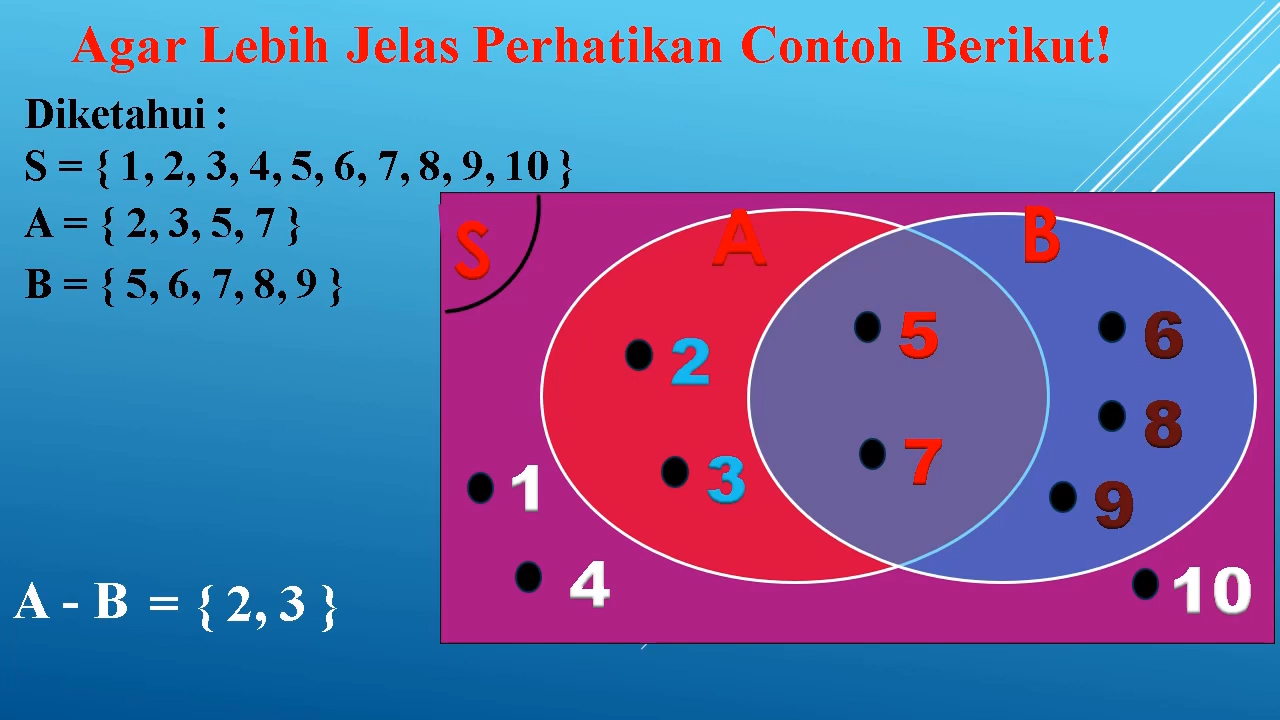 Agar Lebih Jelas Perhatikan Contoh Berikut!
Diketahui :
S = { 1, 2, 3, 4, 5, 6, 7, 8, 9, 10 }
A = { 2, 3, 5, 7 }
B = { 5, 6, 7, 8, 9 }
S
A
B
2
5
6
8
3
7
9
1
4
10
A - B = { 2, 3 }